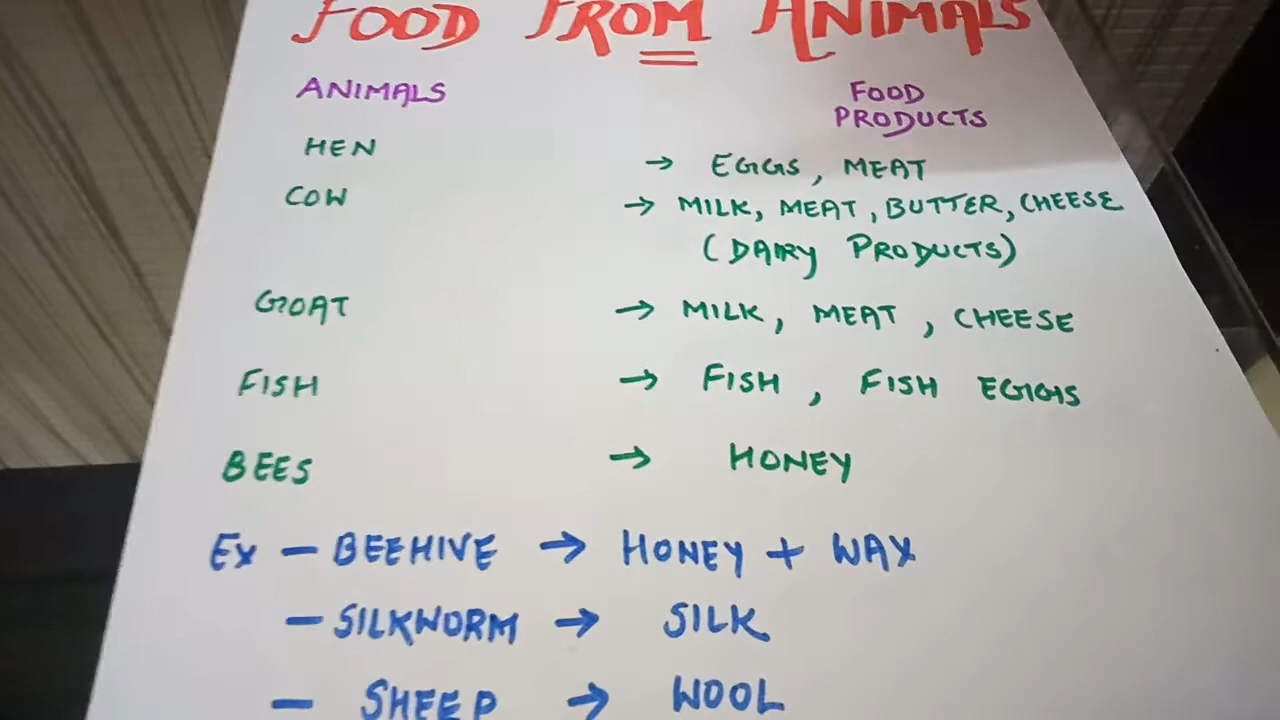 FOOD FROM ANIMALS
ANIMALS FOOD PRODUCTS
HEN → EGGS, MEAT
COW → MILK, MEAT, BUTTER, CHEESE
(DAIRY PRODUCTS)
GOAT → MILK, MEAT, CHEESE
FISH → FISH, FISH EGGS
BEES → HONEY
EX - BEEHIVE → HONEY + WAX
- SILKWORM → SILK
- SHEEP → WOOL